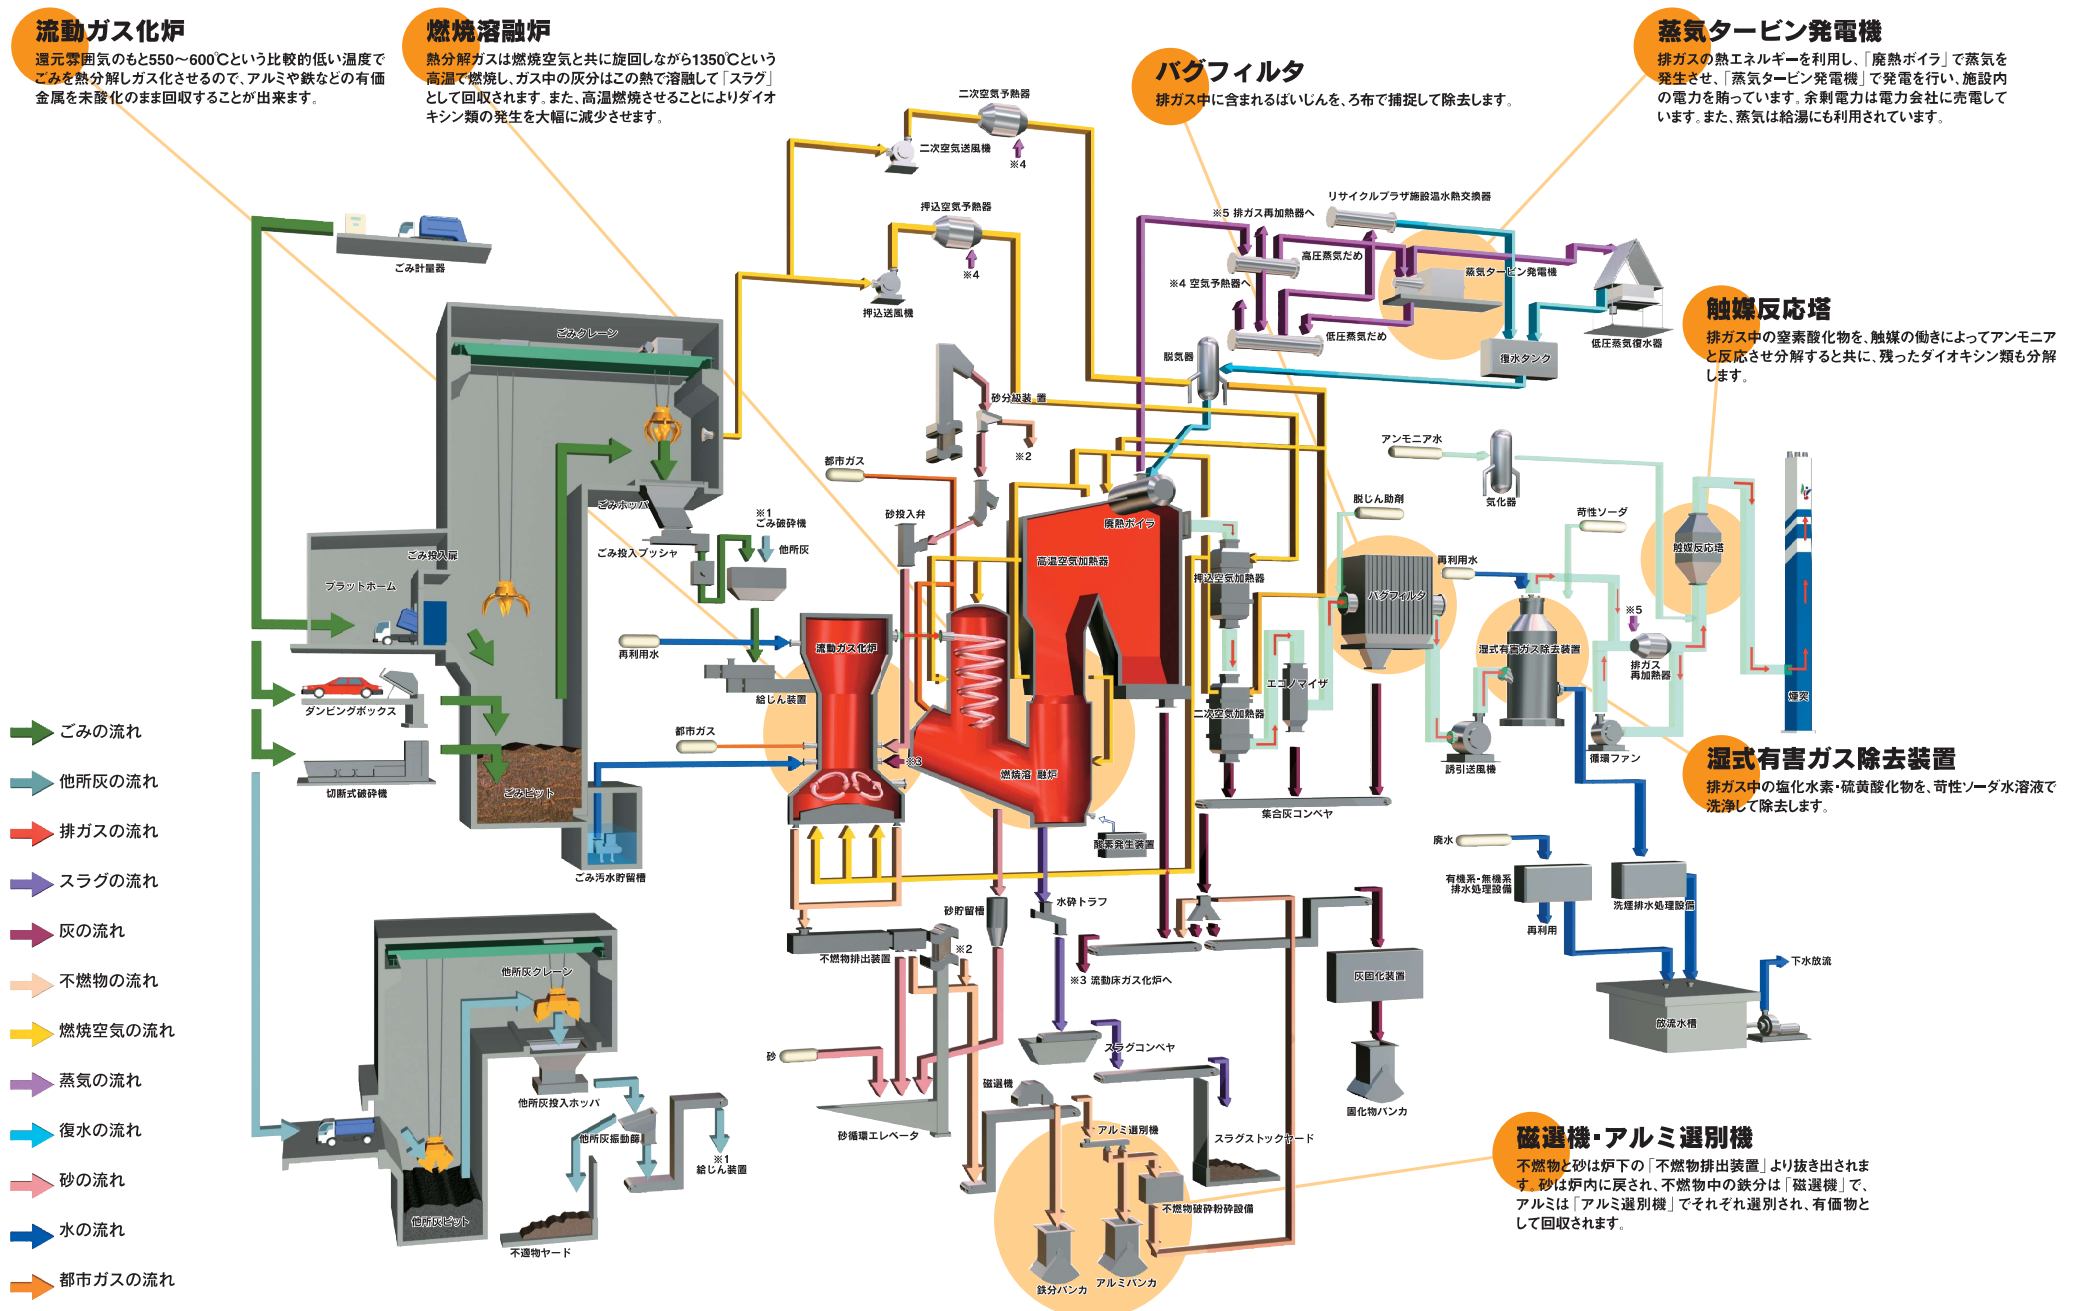 流動ガス化炉
還元雰囲気のもと550〜600℃という比較的低い温度で
ごみを熱分解しガス化させるので、アルミや鉄などの有価
金属を未酸化のまま回収することが出来ます。
燃焼溶融炉
熱分解ガスは燃焼空気と共に旋回しながら1350℃という
高温で燃焼し、ガス中の灰分はこの熱で溶融して「スラグ」
として回収されます。また、高温燃焼させることによりダイオ
キシン類の発生を大幅に減少させます。
バグフィルタ
排ガス中に含まれるばいじんを、ろ布で捕捉して除去します。
蒸気タービン発電機
排ガスの熱エネルギーを利用し、「廃熱ボイラ」で蒸気を
発生させ、「蒸気タービン発電機」で発電を行い、施設内
の電力を賄っています。余剰電力は電力会社に売電して
います。また、蒸気は給湯にも利用されています。
二次空気予熱器
二次空気送風機
※4
押込空気予熱器
※4
押込送風機
リサイクルプラザ施設温水熱交換器
※5 排ガス再加熱器へ
高圧蒸気だめ
※4 空気予熱器へ
蒸気タービン発電機
低圧蒸気だめ
低圧蒸気復水器
復水タンク
脱気器
触媒反応塔
排ガス中の窒素酸化物を、触媒の働きによってアンモニア
と反応させ分解すると共に、残ったダイオキシン類も分解
します。
ごみ計量器
ごみクレーン
ごみホッパ
ごみ投入プッシャ
※1
ごみ破砕機
他所灰
ごみ投入扉
プラットホーム
ダンピングボックス
切断式破砕機
ごみピット
ごみ汚水貯留槽
砂分級装置
※2
都市ガス
砂投入弁
再利用水
給じん装置
都市ガス
流動ガス化炉
※3
燃焼溶融炉
高温空気加熱器
廃熱ボイラ
押込空気加熱器
二次空気加熱器
エコノマイザ
脱じん助剤
バグフィルタ
アンモニア水
気化器
苛性ソーダ
再利用水
湿式有害ガス除去装置
※5
排ガス
再加熱器
触媒反応塔
煙突
誘引送風機
循環ファン
湿式有害ガス除去装置
排ガス中の塩化水素・硫黄酸化物を、苛性ソーダ水溶液で
洗浄して除去します。
集合灰コンベヤ
酸素発生装置
廃水
有機系・無機系
排水処理設備
再利用
洗煙排水処理設備
下水放流
放流水槽
ごみの流れ
他所灰の流れ
排ガスの流れ
スラグの流れ
灰の流れ
不燃物の流れ
燃焼空気の流れ
蒸気の流れ
復水の流れ
砂の流れ
水の流れ
都市ガスの流れ
他所灰クレーン
他所灰投入ホッパ
他所灰振動篩
※1
給じん装置
他所灰ピット
不適物ヤード
不燃物排出装置
※2
砂貯留槽
水砕トラフ
※3 流動床ガス化炉へ
灰固化装置
固化物バンカ
砂
砂循環エレベータ
スラグコンベヤ
スラグストックヤード
磁選機
アルミ選別機
不燃物破砕粉砕設備
鉄分バンカ
アルミバンカ
磁選機・アルミ選別機
不燃物と砂は炉下の「不燃物排出装置」より抜き出されま
す。砂は炉内に戻され、不燃物中の鉄分は「磁選機」で、
アルミは「アルミ選別機」でそれぞれ選別され、有価物と
して回収されます。